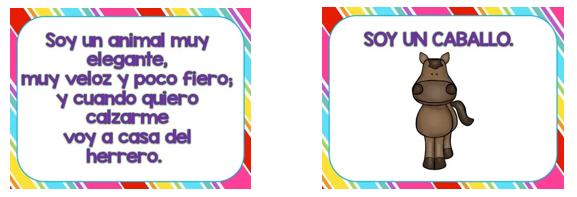 Soy un animal muy
elegante,
muy veloz y poco fiero;
y cuando quiero
calzarme
voy a casa del
herrero.
SOY UN CABALLO.